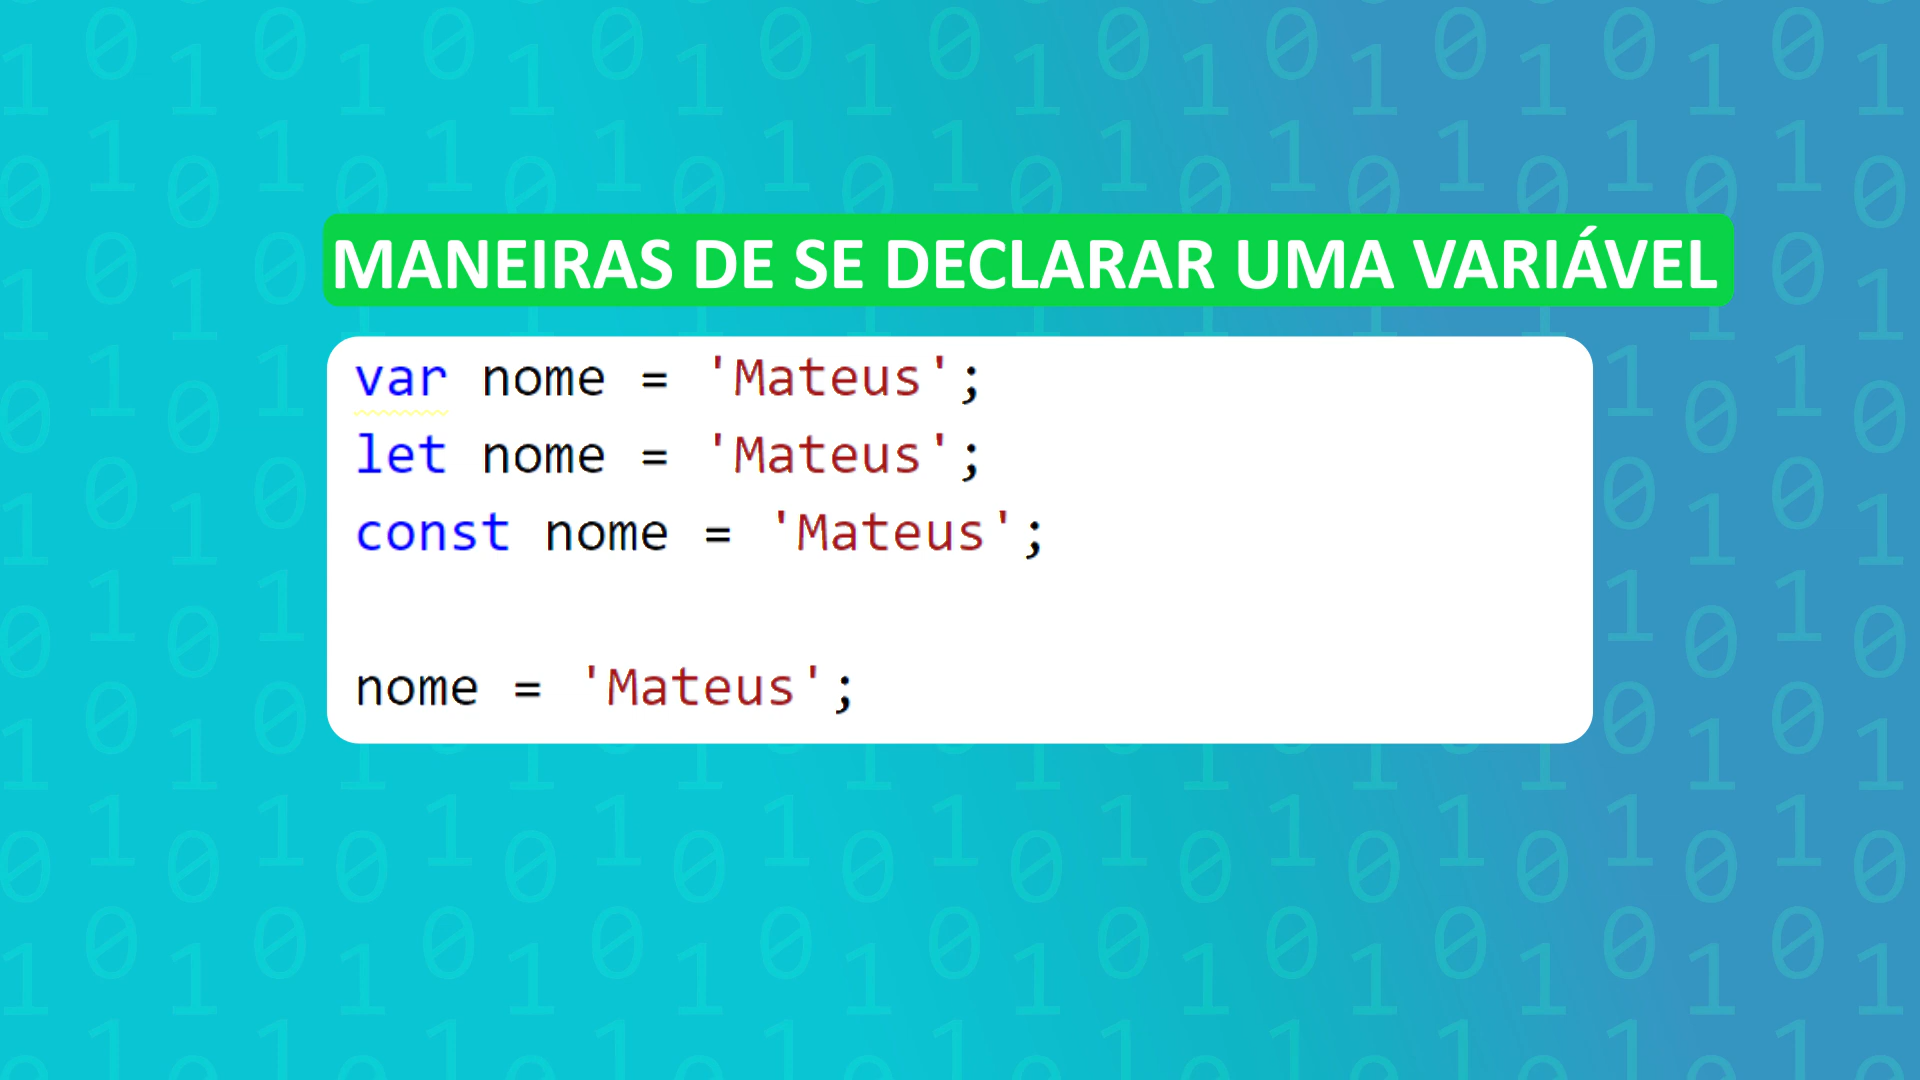 MANEIRAS DE SE DECLARAR UMA VARIÁVEL
var nome = 'Mateus';
let nome = 'Mateus';
const nome = 'Mateus';
nome = 'Mateus';